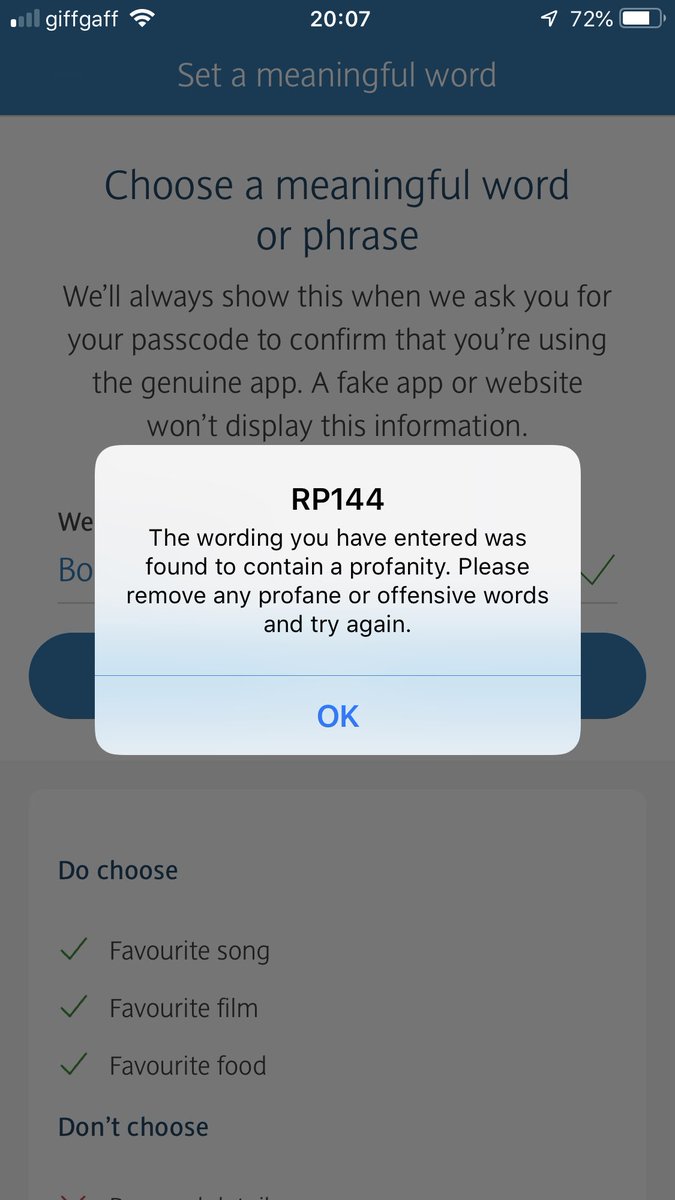 giffgaff 20:07 72%
Set a meaningful word
Choose a meaningful word
or phrase
We'll always show this when we ask you for
your passcode to confirm that you're using
the genuine app. A fake app or website
won't display this information.
We
Bo
RP144
The wording you have entered was
found to contain a profanity. Please
remove any profane or offensive words
and try again.
OK
Do choose
Favourite song
Favourite film
Favourite food
Don't choose